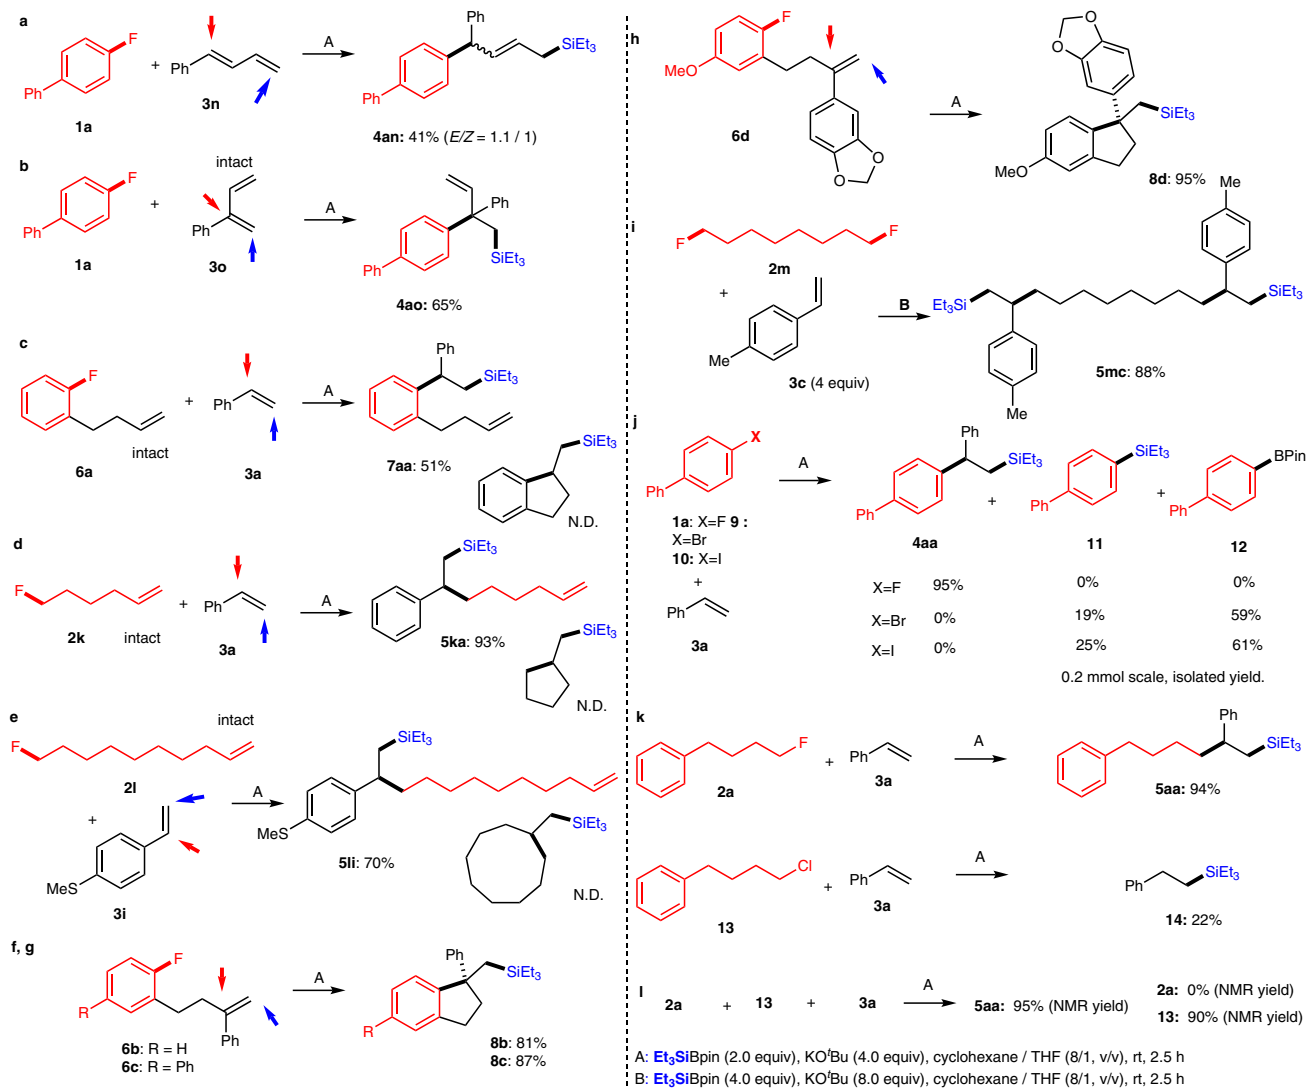 a
F
Ph
1a
+
Ph
3n
A
Ph
SiEt3
Ph
4an: 41% (E/Z = 1.1 / 1)
b
F
Ph
1a
+
intact
Ph
3o
A
Ph
SiEt3
Ph
4ao: 65%
c
F
6a
intact
+
Ph
3a
A
Ph
SiEt3
7aa: 51%
SiEt3
N.D.
d
F
2k
intact
+
Ph
3a
A
SiEt3
5ka: 93%
SiEt3
N.D.
e
intact
F
2l
+
MeS
3i
A
SiEt3
MeS
5li: 70%
SiEt3
N.D.
f, g
F
R
Ph
6b: R = H
6c: R = Ph
A
Ph
SiEt3
R
8b: 81%
8c: 87%
h
F
MeO
6d
O
O
A
O
O
SiEt3
MeO
8d: 95%
i
F
F
2m
+
Me
3c (4 equiv)
B
Me
Et3Si
SiEt3
Me
5mc: 88%
j
X
Ph
1a: X=F 9 :
X=Br
10: X=I
+
Ph
3a
A
Ph
SiEt3
Ph
4aa
+
SiEt3
Ph
11
+
BPin
Ph
12
X=F 95% 0% 0%
X=Br 0% 19% 59%
X=I 0% 25% 61%
0.2 mmol scale, isolated yield.
k
F
2a
+
Ph
3a
A
Ph
SiEt3
5aa: 94%
Cl
13
+
Ph
3a
A
Ph
SiEt3
14: 22%
l
2a + 13 + 3a
A
5aa: 95% (NMR yield)
2a: 0% (NMR yield)
13: 90% (NMR yield)
A: Et3SiBpin (2.0 equiv), KOtBu (4.0 equiv), cyclohexane / THF (8/1, v/v), rt, 2.5 h
B: Et3SiBpin (4.0 equiv), KOtBu (8.0 equiv), cyclohexane / THF (8/1, v/v), rt, 2.5 h